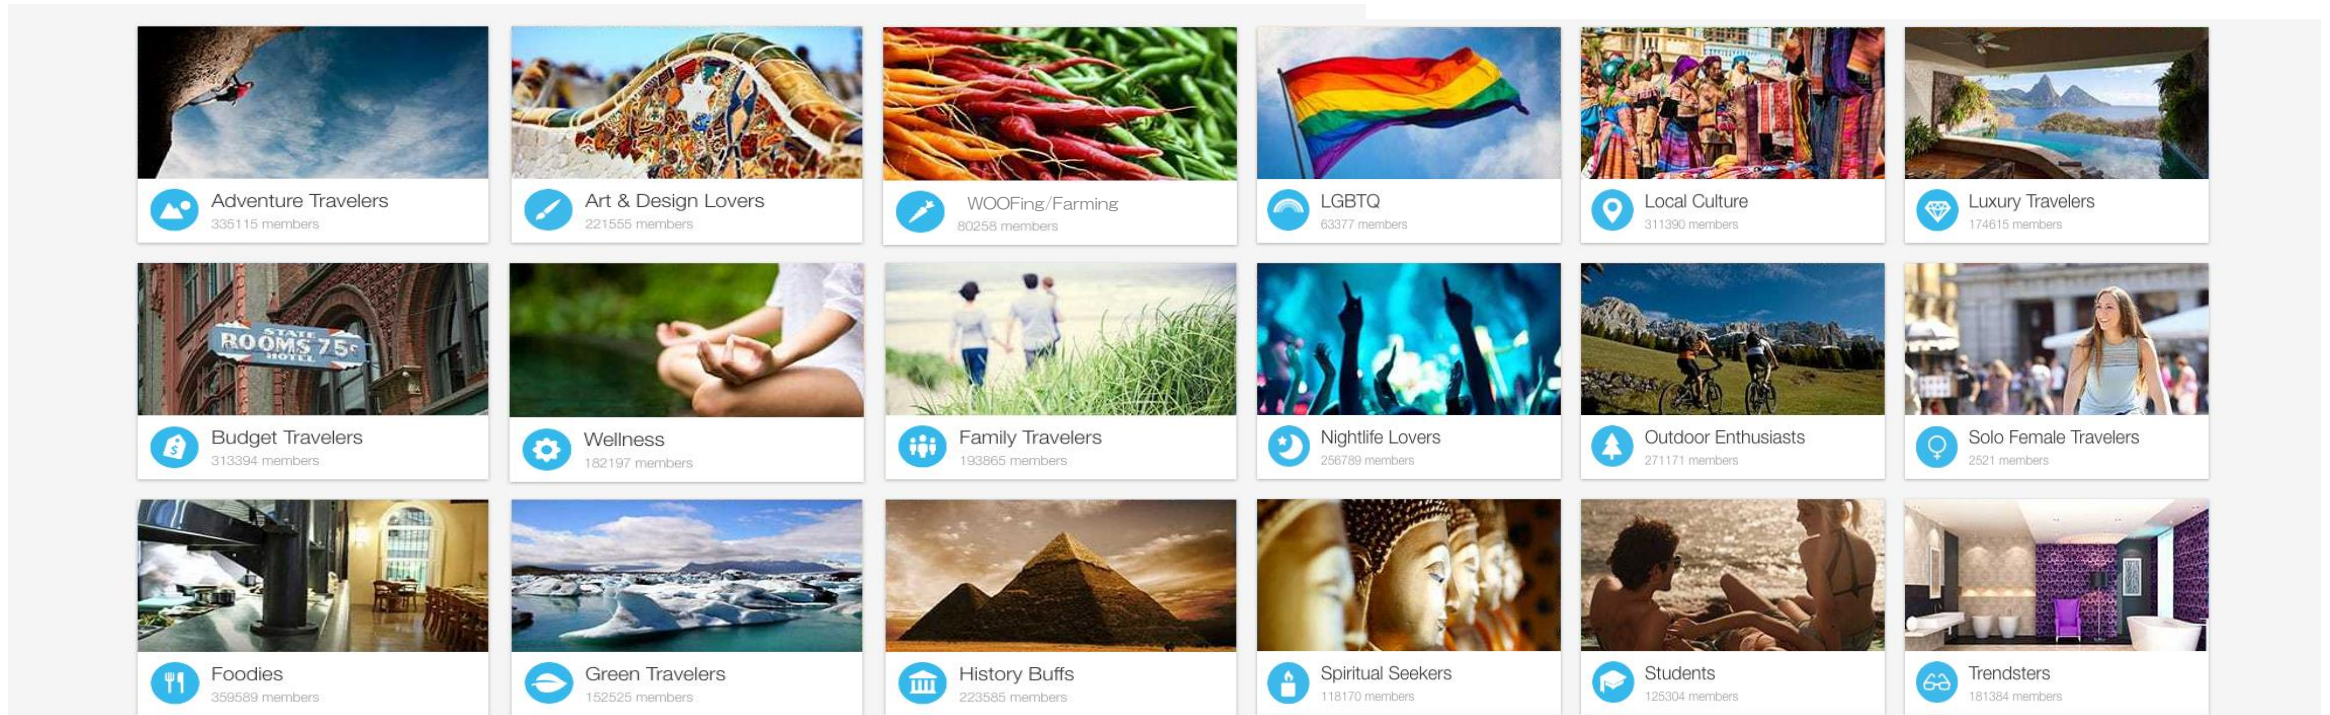 Adventure Travelers
335115 members
Art & Design Lovers
221555 members
WOOFing/Farming
80258 members
LGBTQ
63377 members
Local Culture
311390 members
Luxury Travelers
174615 members
STATE
ROOMS 75¢
HOTEL
Budget Travelers
313394 members
Wellness
182197 members
Family Travelers
193865 members
Nightlife Lovers
256789 members
Outdoor Enthusiasts
271171 members
Solo Female Travelers
2521 members
Foodies
359589 members
Green Travelers
152525 members
History Buffs
223585 members
Spiritual Seekers
118170 members
Students
125304 members
Trendsters
181384 members